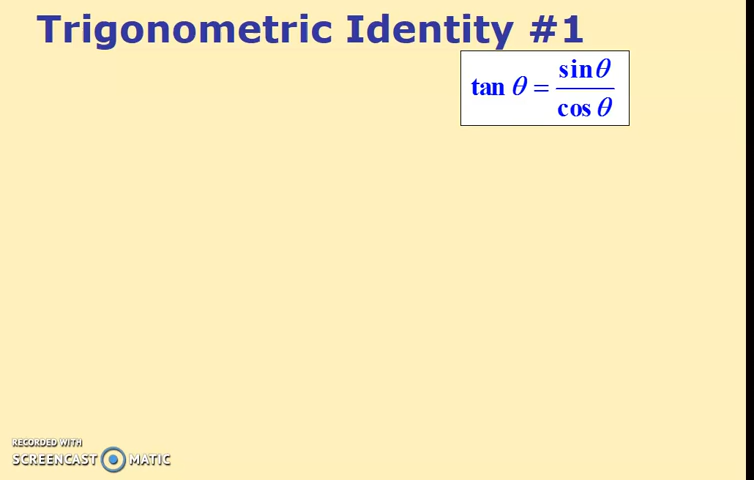 Trigonometric Identity #1
tan θ = sinθ / cos θ
RECORDED WITH
SCREENCAST MATIC